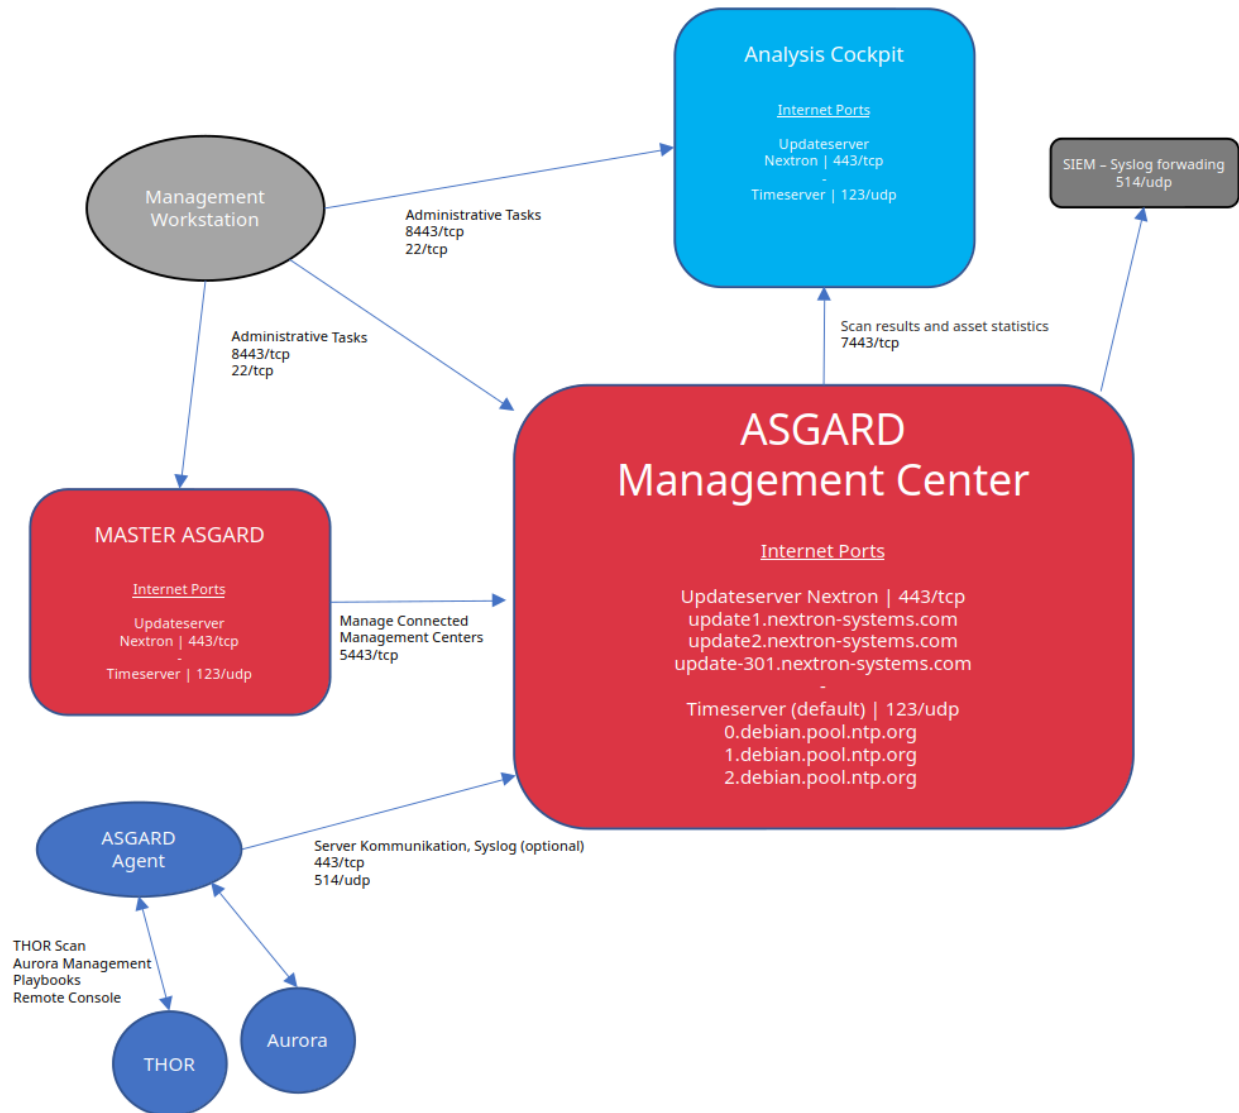 Analysis Cockpit
Internet Ports
Updateserver
Nextron | 443/tcp
-
Timeserver | 123/udp
SIEM – Syslog forwading
514/udp
Management
Workstation
Administrative Tasks
8443/tcp
22/tcp
Administrative Tasks
8443/tcp
22/tcp
Scan results and asset statistics
7443/tcp
ASGARD
Management Center
Internet Ports
Updateserver Nextron | 443/tcp
update1.nextron-systems.com
update2.nextron-systems.com
update-301.nextron-systems.com
-
Timeserver (default) | 123/udp
0.debian.pool.ntp.org
1.debian.pool.ntp.org
2.debian.pool.ntp.org
MASTER ASGARD
Internet Ports
Updateserver
Nextron | 443/tcp
-
Timeserver | 123/udp
Manage Connected
Management Centers
5443/tcp
ASGARD
Agent
Server Kommunikation, Syslog (optional)
443/tcp
514/udp
THOR Scan
Aurora Management
Playbooks
Remote Console
THOR
Aurora